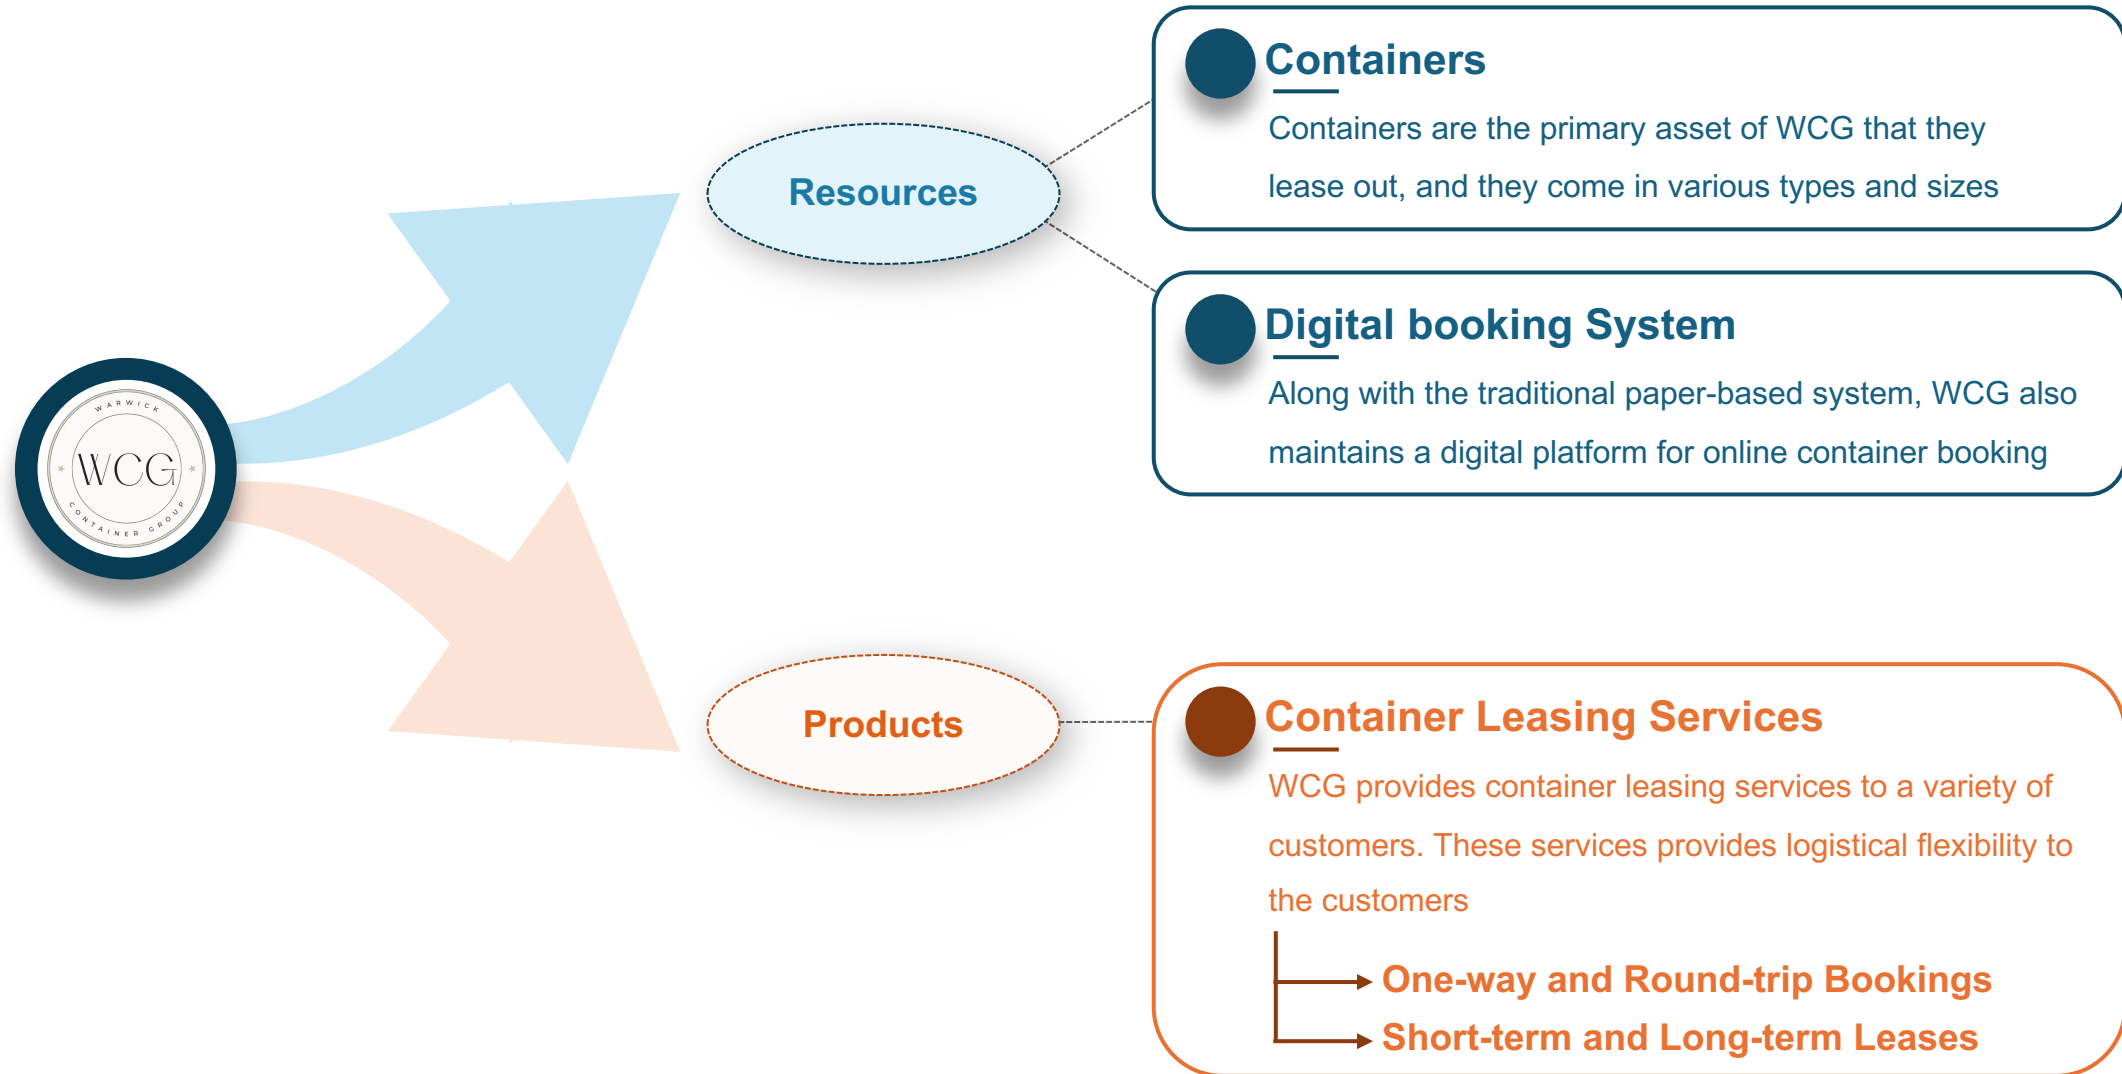 WARWICK
WCG
CONTAINER GROUP
Resources
Containers
Containers are the primary asset of WCG that they
lease out, and they come in various types and sizes
Digital booking System
Along with the traditional paper-based system, WCG also
maintains a digital platform for online container booking
Products
Container Leasing Services
WCG provides container leasing services to a variety of
customers. These services provides logistical flexibility to
the customers
One-way and Round-trip Bookings
Short-term and Long-term Leases